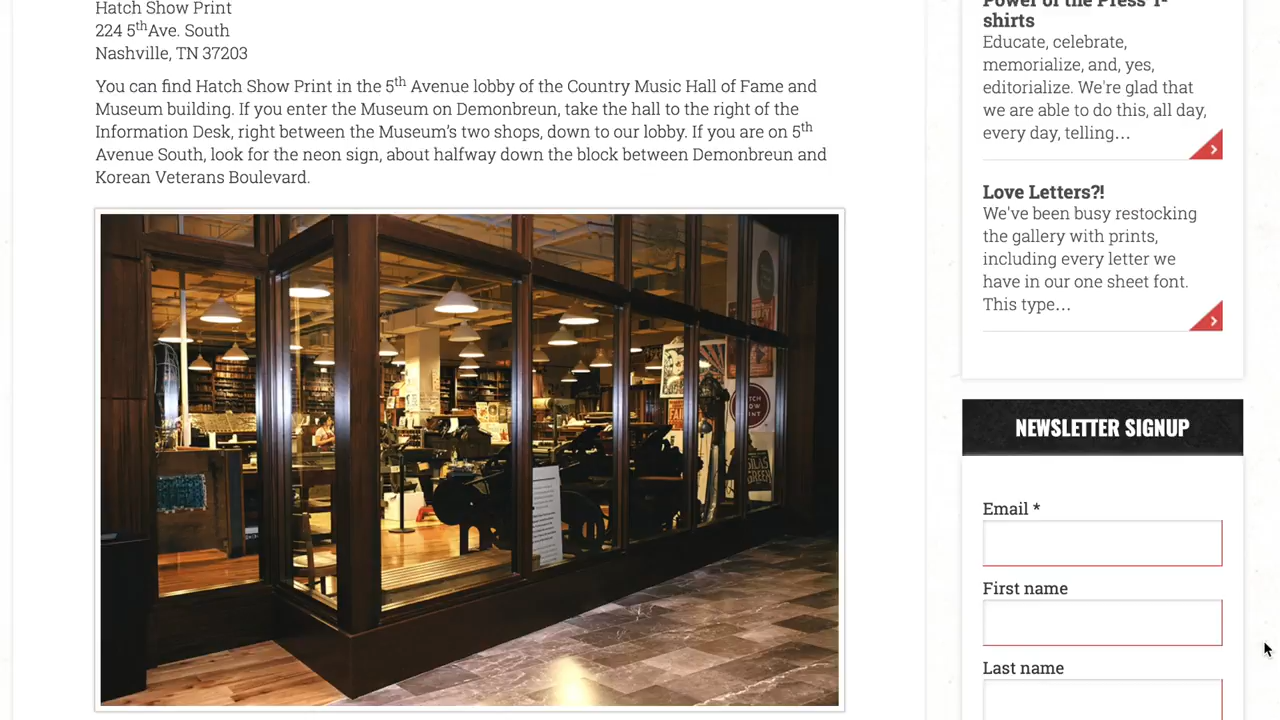 Hatch Show Print
224 5th Ave. South
Nashville, TN 37203
You can find Hatch Show Print in the 5th Avenue lobby of the Country Music Hall of Fame and
Museum building. If you enter the Museum on Demonbreun, take the hall to the right of the
Information Desk, right between the Museum's two shops, down to our lobby. If you are on 5th
Avenue South, look for the neon sign, about halfway down the block between Demonbreun and
Korean Veterans Boulevard.
HATCH
SHOW
PRINT
SILAS
GREEN
Power of the Press T-
shirts
Educate, celebrate,
memorialize, and, yes,
editorialize. We're glad that
we are able to do this, all day,
every day, telling…
Love Letters?!
We've been busy restocking
the gallery with prints,
including every letter we
have in our one sheet font.
This type…
NEWSLETTER SIGNUP
Email *
First name
Last name